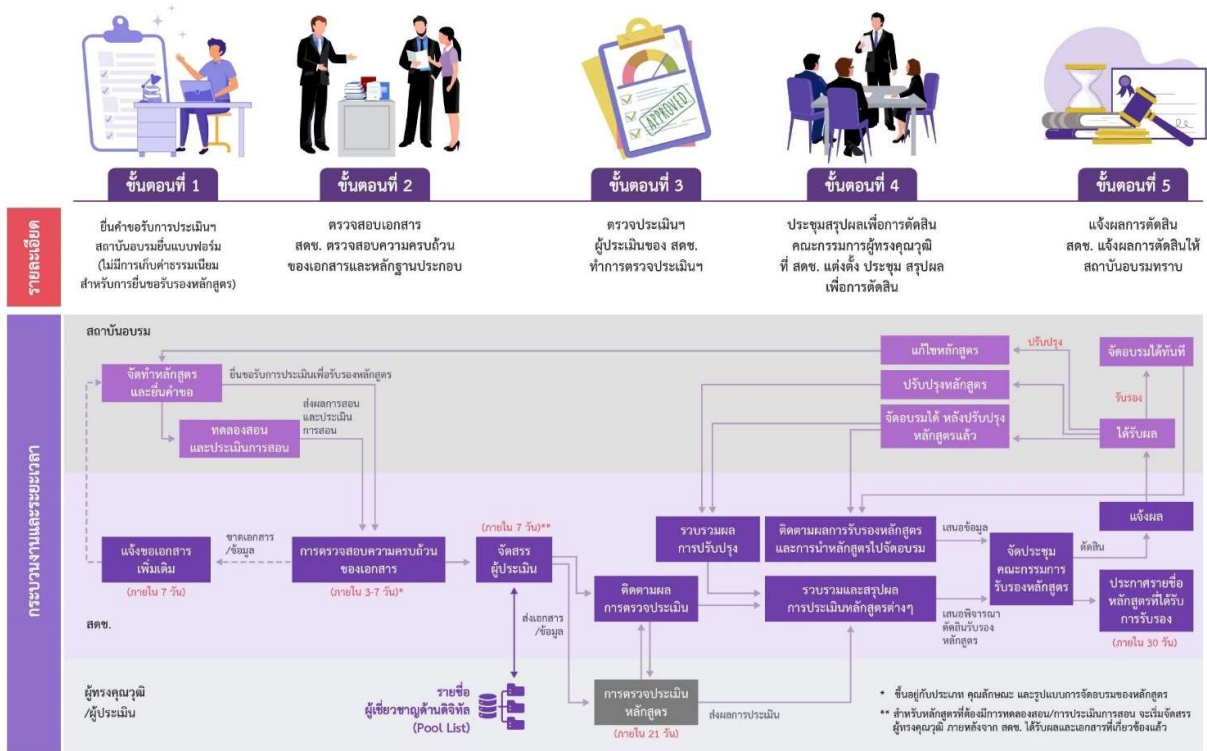 APPROVED
ขั้นตอนที่ 1
ขั้นตอนที่ 2
ขั้นตอนที่ 3
ขั้นตอนที่ 4
ขั้นตอนที่ 5
รายละเอียด
ยื่นคำขอรับการประเมินฯ
สถาบันอบรมยื่นแบบฟอร์ม
(ไม่มีการเก็บค่าธรรมเนียม
สำหรับการยื่นขอรับรองหลักสูตร)
ตรวจสอบเอกสาร
สดช. ตรวจสอบความครบถ้วน
ของเอกสารและหลักฐานประกอบ
ตรวจประเมินฯ
ผู้ประเมินของ สดช.
ทำการตรวจประเมินฯ
ประชุมสรุปผลเพื่อการตัดสิน
คณะกรรมการผู้ทรงคุณวุฒิ
ที่ สดช. แต่งตั้ง ประชุม สรุปผล
เพื่อการตัดสิน
แจ้งผลการตัดสิน
สดช. แจ้งผลการตัดสินให้
สถาบันอบรมทราบ
กระบวนงานและระยะเวลา
สถาบันอบรม
จัดทำหลักสูตร
และยื่นคำขอ
ยื่นขอรับการประเมินเพื่อรับรองหลักสูตร
ทดลองสอน
และประเมินการสอน
ส่งผลการสอน
และประเมิน
การสอน
แก้ไขหลักสูตร
ปรับปรุง
จัดอบรมได้ทันที
ปรับปรุงหลักสูตร
รับรอง
จัดอบรมได้ หลังปรับปรุง
หลักสูตรแล้ว
ได้รับผล
สดช.
แจ้งขอเอกสาร
เพิ่มเติม
(ภายใน 7 วัน)
ขาดเอกสาร
/ข้อมูล
การตรวจสอบความครบถ้วน
ของเอกสาร
(ภายใน 3-7 วัน)*
(ภายใน 7 วัน)**
จัดสรร
ผู้ประเมิน
ส่งเอกสาร
/ข้อมูล
ติดตามผล
การตรวจประเมิน
รวบรวมผล
การปรับปรุง
ติดตามผลการรับรองหลักสูตร
และการนำหลักสูตรไปจัดอบรม
เสนอข้อมูล
รวบรวมและสรุปผล
การประเมินหลักสูตรต่างๆ
เสนอพิจารณา
ตัดสินรับรอง
หลักสูตร
จัดประชุม
คณะกรรมการ
รับรองหลักสูตร
ตัดสิน
แจ้งผล
ประกาศรายชื่อ
หลักสูตรที่ได้รับ
การรับรอง
(ภายใน 30 วัน)
ผู้ทรงคุณวุฒิ
/ผู้ประเมิน
รายชื่อ
ผู้เชี่ยวชาญด้านดิจิทัล
(Pool List)
การตรวจประเมิน
หลักสูตร
(ภายใน 21 วัน)
ส่งผลการประเมิน
* ขึ้นอยู่กับประเภท คุณลักษณะ และรูปแบบการจัดอบรมของหลักสูตร
** สำหรับหลักสูตรที่ต้องมีการทดลองสอน/การประเมินการสอน จะเริ่มจัดสรร
ผู้ทรงคุณวุฒิ ภายหลังจาก สดช. ได้รับผลและเอกสารที่เกี่ยวข้องแล้ว